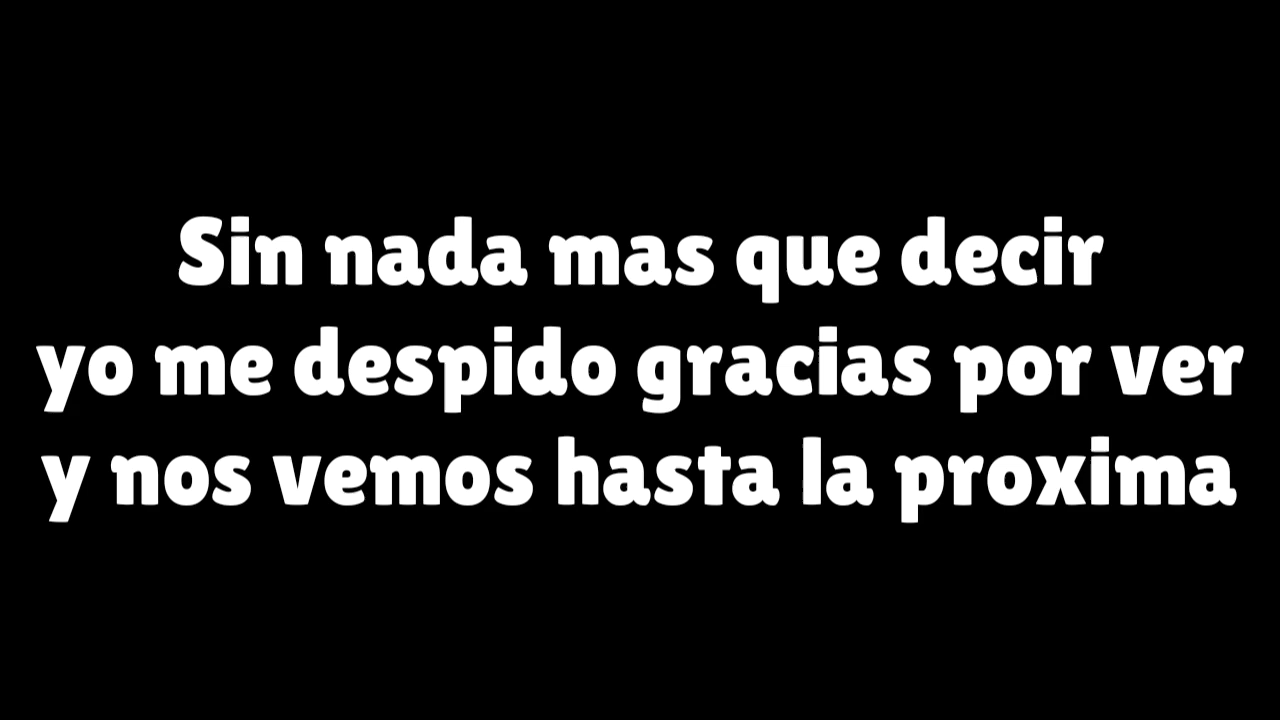 Sin nada mas que decir
yo me despido gracias por ver
y nos vemos hasta la proxima